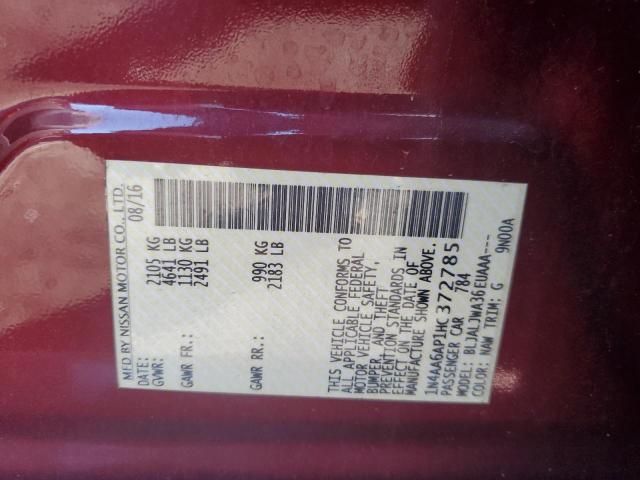 MFD BY NISSAN MOTOR CO., LTD.
DATE: 08/16
GVWR: 2105 KG
4641 LB
GAWR FR.: 1130 KG
2491 LB
GAWR RR.: 990 KG
2183 LB
THIS VEHICLE CONFORMS TO
ALL APPLICABLE FEDERAL
MOTOR VEHICLE SAFETY,
BUMPER, AND THEFT
PREVENTION STANDARDS IN
EFFECT ON THE DATE OF
MANUFACTURE SHOWN ABOVE.
1N4AA6AP1HC372785
PASSENGER CAR 784
MODEL: BLJALJWA36EUAAA---
COLOR: NAW TRIM: G 9N00A